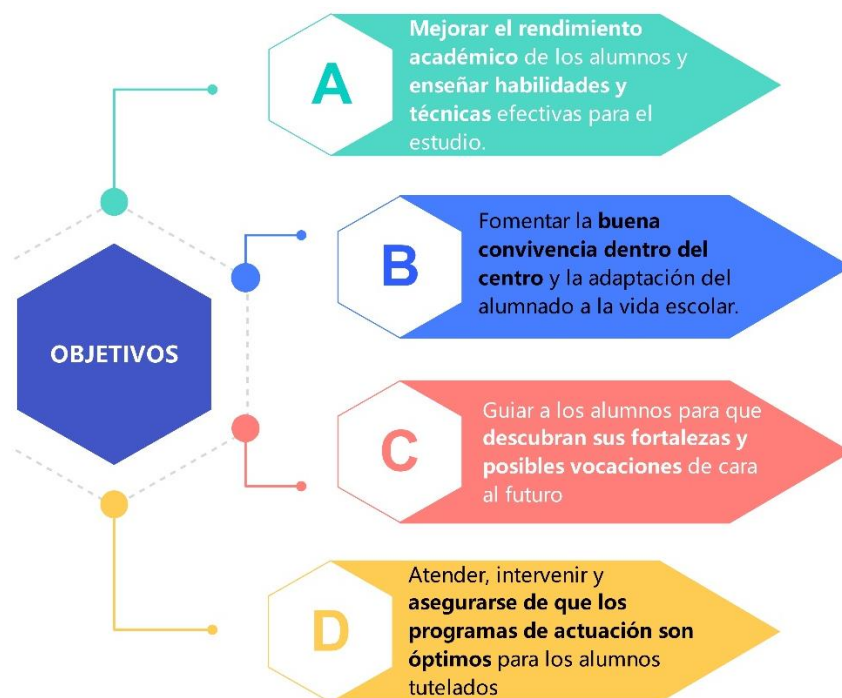 Mejorar el rendimiento
académico de los alumnos y
enseñar habilidades y
técnicas efectivas para el
estudio.
A
Fomentar la buena
convivencia dentro del
centro y la adaptación del
alumnado a la vida escolar.
B
OBJETIVOS
Guiar a los alumnos para que
descubran sus fortalezas y
posibles vocaciones de cara
al futuro
C
Atender, intervenir y
asegurarse de que los
programas de actuación son
óptimos para los alumnos
tutelados
D